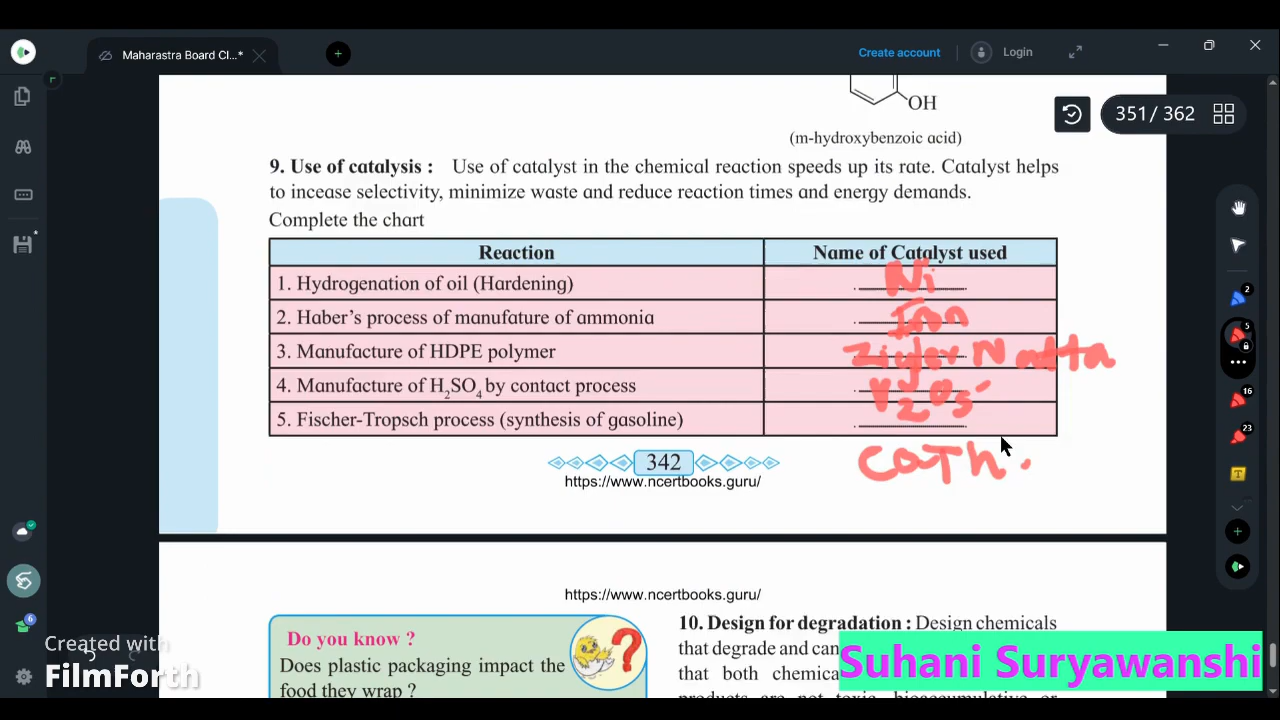 Maharastra Board Cl...*
Create account
Login
351 / 362
OH
(m-hydroxybenzoic acid)
9. Use of catalysis : Use of catalyst in the chemical reaction speeds up its rate. Catalyst helps
to incease selectivity, minimize waste and reduce reaction times and energy demands.
Complete the chart
Reaction Name of Catalyst used
1. Hydrogenation of oil (Hardening) Ni
2. Haber's process of manufature of ammonia Iron
3. Manufacture of HDPE polymer Zigler Natta
4. Manufacture of H₂SO₄ by contact process V₂O₅
5. Fischer-Tropsch process (synthesis of gasoline)
CoTh.
342
https://www.ncertbooks.guru/
https://www.ncertbooks.guru/
Do you know ?
Does plastic packaging impact the
food they wrap ?
10. Design for degradation : Design chemicals
that degrade and can
that both chemica
Suhani Suryawanshi
Created with
FilmForth
2
5
16
23
T
6